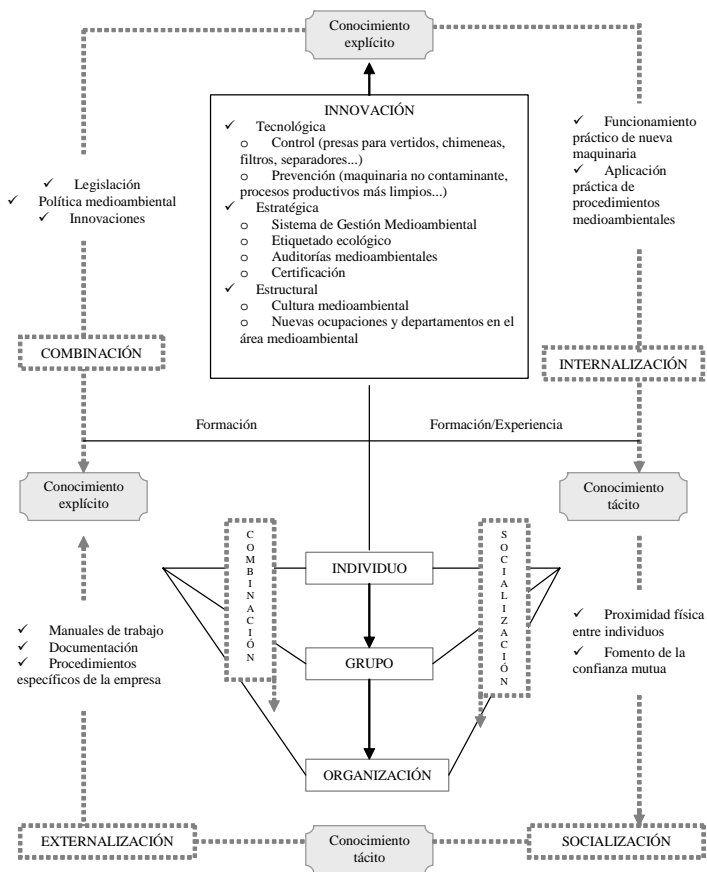 Conocimiento
explícito
INNOVACIÓN
✓ Tecnológica
o Control (presas para vertidos, chimeneas,
filtros, separadores...)
o Prevención (maquinaria no contaminante,
procesos productivos más limpios...)
✓ Estratégica
o Sistema de Gestión Medioambiental
o Etiquetado ecológico
o Auditorías medioambientales
o Certificación
✓ Estructural
o Cultura medioambiental
o Nuevas ocupaciones y departamentos en el
área medioambiental
✓ Legislación
✓ Política medioambiental
✓ Innovaciones
✓ Funcionamiento
práctico de nueva
maquinaria
✓ Aplicación
práctica de
procedimientos
medioambientales
COMBINACIÓN
INTERNALIZACIÓN
Formación
Formación/Experiencia
Conocimiento
explícito
Conocimiento
tácito
COMBINACIÓN
SOCIALIZACIÓN
INDIVIDUO
GRUPO
ORGANIZACIÓN
✓ Manuales de trabajo
✓ Documentación
✓ Procedimientos
específicos de la empresa
✓ Proximidad física
entre individuos
✓ Fomento de la
confianza mutua
EXTERNALIZACIÓN
Conocimiento
tácito
SOCIALIZACIÓN